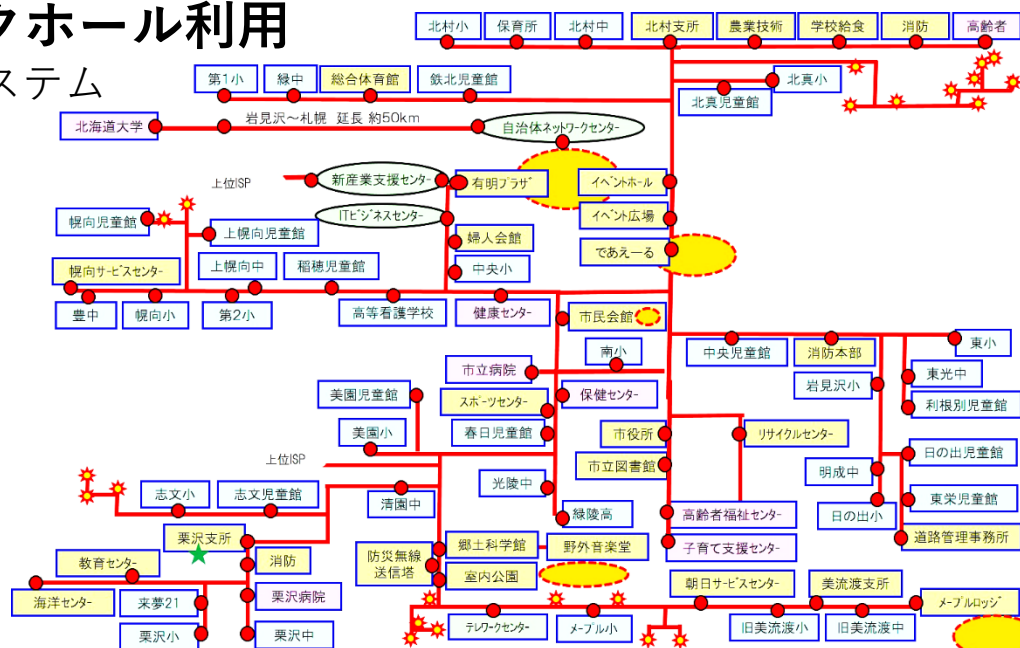 クホール利用
ステム
北村小
保育所
北村中
北村支所
農業技術
学校給食
消防
高齢者
第1小
緑中
総合体育館
鉄北児童館
北真児童館
北真小
北海道大学
岩見沢～札幌 延長 約50km
自治体ネットワークセンター
上位ISP
新産業支援センター
有明プラザ
イベントホール
ITビジネスセンター
イベント広場
幌向児童館
上幌向児童館
婦人会館
であえーる
幌向サービスセンター
上幌向中
稲穂児童館
中央小
豊中
幌向小
第2小
高等看護学校
健康センター
市民会館
南小
中央児童館
消防本部
東小
市立病院
岩見沢小
東光中
美園児童館
スポーツセンター
保健センター
利根別児童館
美園小
春日児童館
市役所
リサイクルセンター
日の出児童館
上位ISP
市立図書館
明成中
志文小
志文児童館
清園中
光陵中
緑陵高
高齢者福祉センター
日の出小
東栄児童館
栗沢支所
道路管理事務所
教育センター
消防
防災無線
送信塔
郷土科学館
野外音楽堂
子育て支援センター
室内公園
朝日サービスセンター
美流渡支所
海洋センター
来夢21
栗沢病院
メープルロッジ
栗沢小
栗沢中
テレワークセンター
メープル小
旧美流渡小
旧美流渡中